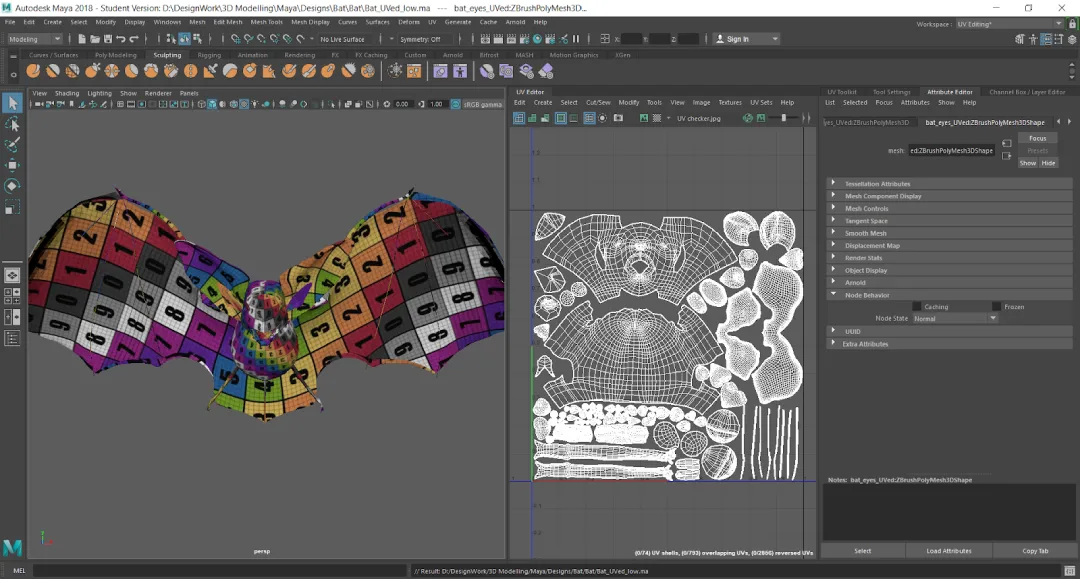 Autodesk Maya 2018 - Student Version: D:\DesignWork\3D Modelling\Maya\Designs\Bat\Bat\Bat_UVed_low.ma --- bat_eyes_UVed:ZBrushPolyMesh3D...
File Edit Create Select Modify Display Windows Mesh Edit Mesh Mesh Tools Mesh Display Curves Surfaces Deform UV Generate Cache Arnold Help
Workspace : UV Editing*
Modeling No Live Surface Symmetry: Off X: Y: Z: Sign In
Curves / Surfaces Poly Modeling Sculpting Rigging Animation Rendering FX FX Caching Custom Arnold Bifrost MASH Motion Graphics XGen
View Shading Lighting Show Renderer Panels
0.00 1.00 sRGB gamma
persp
UV Editor
Edit Create Select Cut/Sew Modify Tools View Image Textures UV Sets Help
UV checker.jpg
(0/74) UV shells, (0/793) overlapping UVs, (0/2856) reversed UVs
UV Toolkit Tool Settings Attribute Editor Channel Box / Layer Editor
List Selected Focus Attributes Show Help
yes_UVed:ZBrushPolyMesh3D bat_eyes_UVed:ZBrushPolyMesh3DShape
Focus
Presets
mesh: ed:ZBrushPolyMesh3DShape
Show Hide
Tessellation Attributes
Mesh Component Display
Mesh Controls
Tangent Space
Smooth Mesh
Displacement Map
Render Stats
Object Display
Arnold
Node Behavior
Caching Frozen
Node State Normal
UUID
Extra Attributes
Notes: bat_eyes_UVed:ZBrushPolyMesh3DShape
Select Load Attributes Copy Tab
MEL // Result: D:/DesignWork/3D Modelling/Maya/Designs/Bat/Bat/Bat_UVed_low.ma